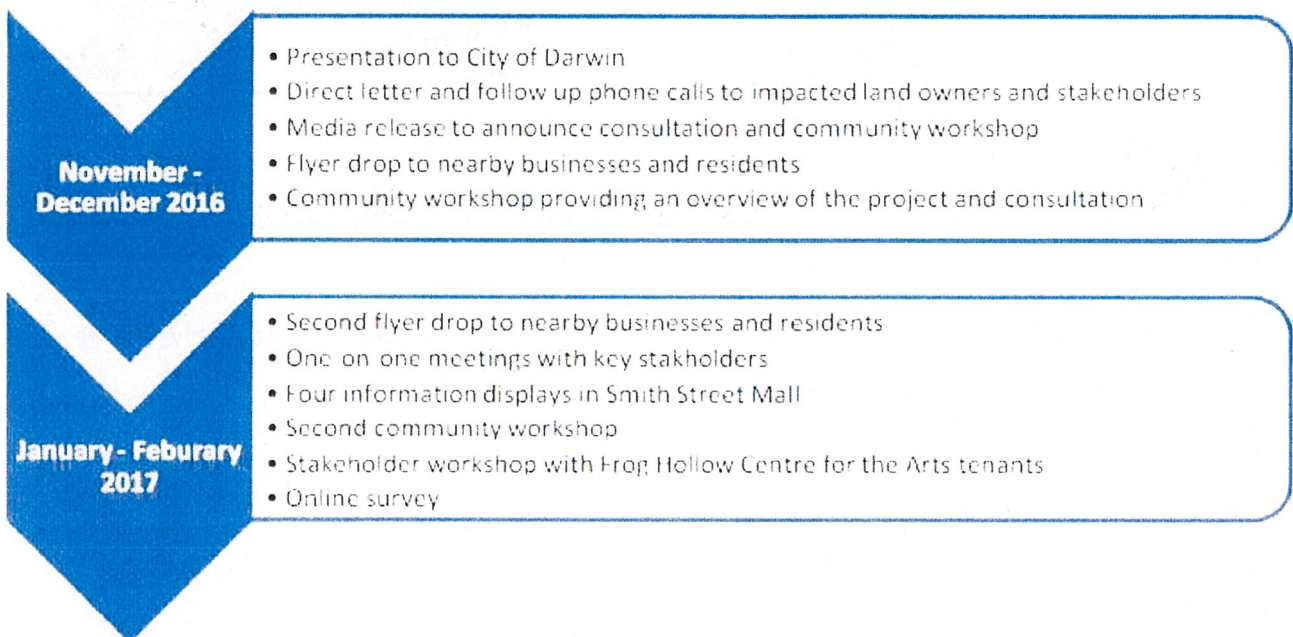 November -
December 2016
• Presentation to City of Darwin
• Direct letter and follow up phone calls to impacted land owners and stakeholders
• Media release to announce consultation and community workshop
• Flyer drop to nearby businesses and residents
• Community workshop providing an overview of the project and consultation
January - Feburary
2017
• Second flyer drop to nearby businesses and residents
• One on one meetings with key stakholders
• Four information displays in Smith Street Mall
• Second community workshop
• Stakeholder workshop with Frog Hollow Centre for the Arts tenants
• Online survey